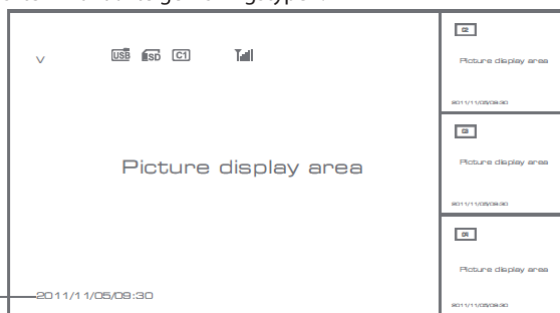 V USB SD C1
Picture display area
2011/11/05/09:30
C2
Picture display area
2011/11/05/09:30
C3
Picture display area
2011/11/05/09:30
C4
Picture display area
2011/11/05/09:30